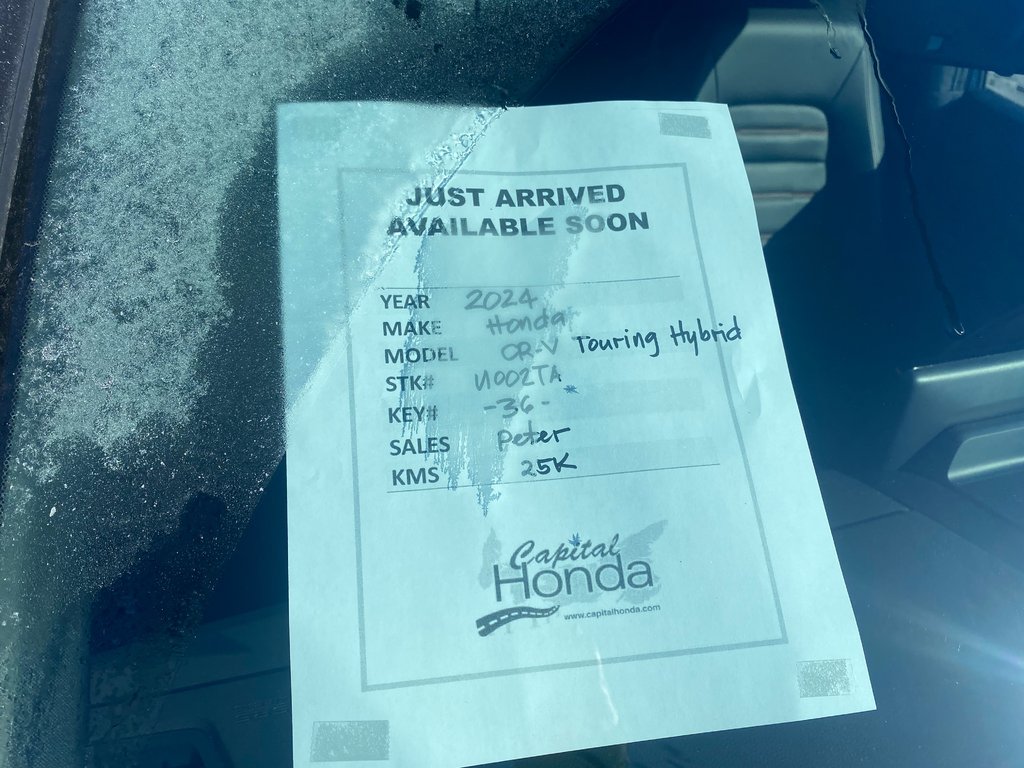 JUST ARRIVED
AVAILABLE SOON
YEAR 2024
MAKE Honda
MODEL CR-V Touring Hybrid
STK# U002TA
KEY# -36-
SALES Peter
KMS 25K
Capital
Honda
www.capitalhonda.com